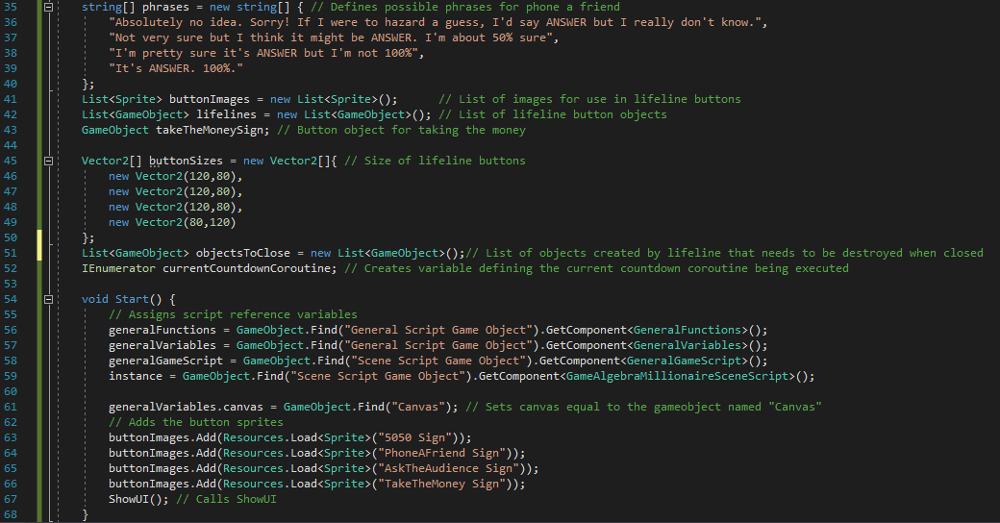 35 string[] phrases = new string[] { // Defines possible phrases for phone a friend
36 "Absolutely no idea. Sorry! If I were to hazard a guess, I'd say ANSWER but I really don't know.",
37 "Not very sure but I think it might be ANSWER. I'm about 50% sure",
38 "I'm pretty sure it's ANSWER but I'm not 100%",
39 "It's ANSWER. 100%."
40 };
41 List<Sprite> buttonImages = new List<Sprite>(); // List of images for use in lifeline buttons
42 List<GameObject> lifelines = new List<GameObject>(); // List of lifeline button objects
43 GameObject takeTheMoneySign; // Button object for taking the money
44
45 Vector2[] buttonSizes = new Vector2[]{ // Size of lifeline buttons
46 new Vector2(120,80),
47 new Vector2(120,80),
48 new Vector2(120,80),
49 new Vector2(80,120)
50 };
51 List<GameObject> objectsToClose = new List<GameObject>();// List of objects created by lifeline that needs to be destroyed when closed
52 IEnumerator currentCountdownCoroutine; // Creates variable defining the current countdown coroutine being executed
53
54 void Start() {
55 // Assigns script reference variables
56 generalFunctions = GameObject.Find("General Script Game Object").GetComponent<GeneralFunctions>();
57 generalVariables = GameObject.Find("General Script Game Object").GetComponent<GeneralVariables>();
58 generalGameScript = GameObject.Find("Scene Script Game Object").GetComponent<GeneralGameScript>();
59 instance = GameObject.Find("Scene Script Game Object").GetComponent<GameAlgebraMillionaireSceneScript>();
60
61 generalVariables.canvas = GameObject.Find("Canvas"); // Sets canvas equal to the gameobject named "Canvas"
62 // Adds the button sprites
63 buttonImages.Add(Resources.Load<Sprite>("5050 Sign"));
64 buttonImages.Add(Resources.Load<Sprite>("PhoneAFriend Sign"));
65 buttonImages.Add(Resources.Load<Sprite>("AskTheAudience Sign"));
66 buttonImages.Add(Resources.Load<Sprite>("TakeTheMoney Sign"));
67 ShowUI(); // Calls ShowUI
68 }